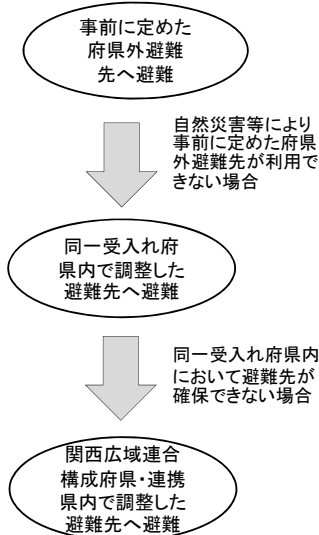 事前に定めた
府県外避難
先へ避難
自然災害等により
事前に定めた府県
外避難先が利用で
きない場合
同一受入れ府
県内で調整した
避難先へ避難
同一受入れ府県内
において避難先が
確保できない場合
関西広域連合
構成府県・連携
県内で調整した
避難先へ避難